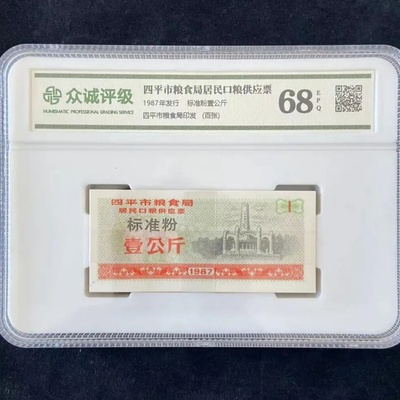 众诚评级
NUMISMATIC PROFESSIONAL GRADING SERVICE
四平市粮食局居民口粮供应票
1987年发行 标准粉壹公斤
四平市粮食局印发 (百张)
68 EPQ
四平市粮食局
居民口粮供应票
标准粉
壹公斤
1987
1